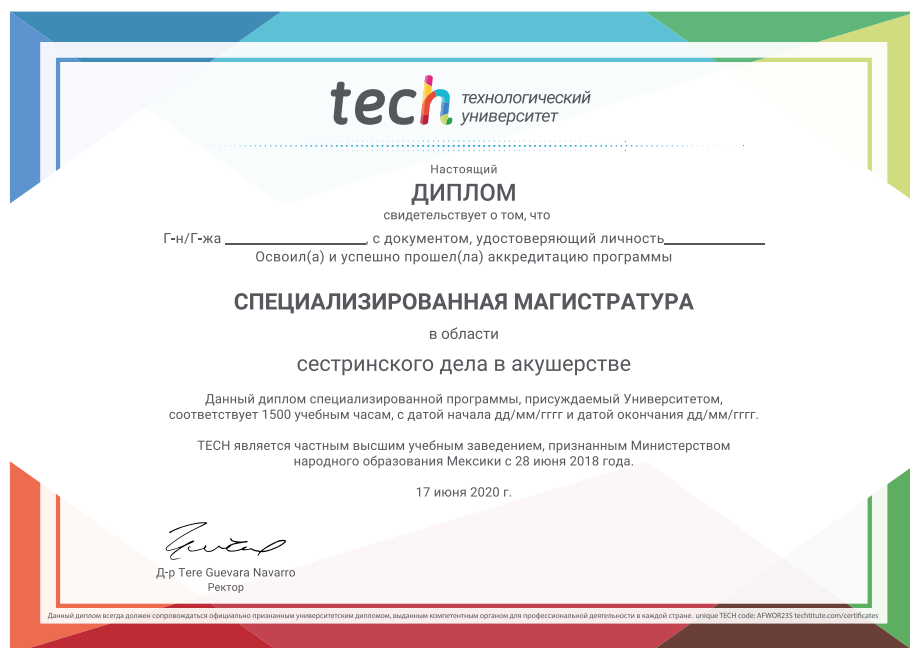 tech технологический
университет
Настоящий
ДИПЛОМ
свидетельствует о том, что
Г-н/Г-жа , с документом, удостоверяющий личность
Освоил(а) и успешно прошел(ла) аккредитацию программы
СПЕЦИАЛИЗИРОВАННАЯ МАГИСТРАТУРА
в области
сестринского дела в акушерстве
Данный диплом специализированной программы, присуждаемый Университетом,
соответствует 1500 учебным часам, с датой начала дд/мм/гггг и датой окончания дд/мм/гггг.
TECH является частным высшим учебным заведением, признанным Министерством
народного образования Мексики с 28 июня 2018 года.
17 июня 2020 г.
Д-р Tere Guevara Navarro
Ректор
Данный диплом всегда должен сопровождаться официально признанным университетским дипломом, выданным компетентным органом для профессиональной деятельности в каждой стране. unique TECH code: AFWOR235 techtitute.com/certificates